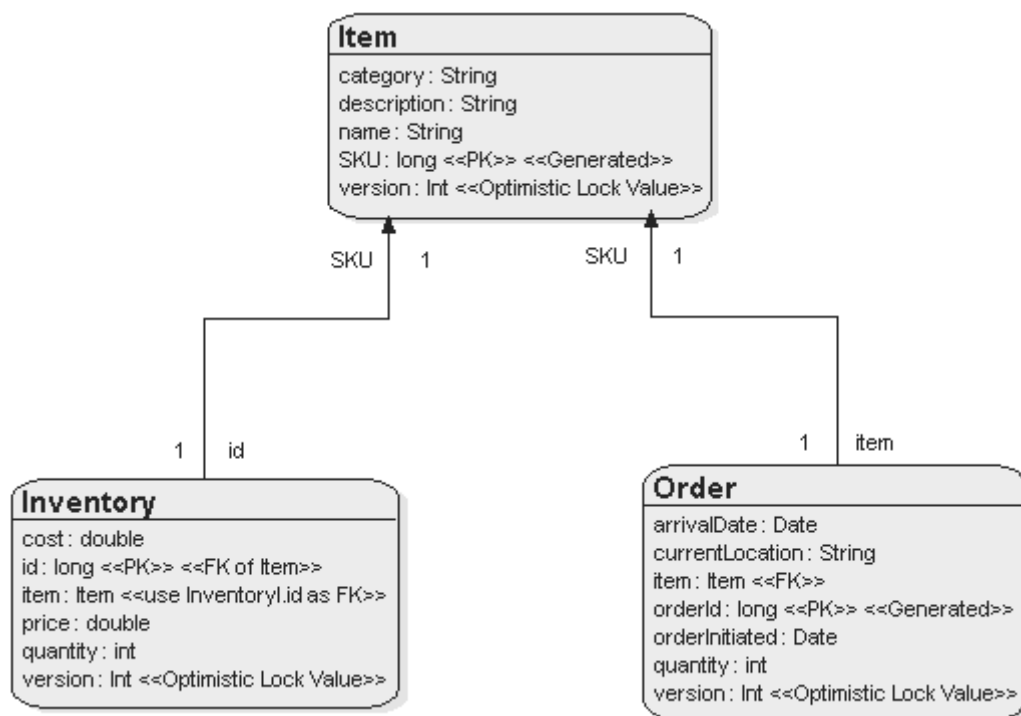 Item
category : String
description : String
name : String
SKU : long <<PK>> <<Generated>>
version : Int <<Optimistic Lock Value>>
SKU 1
SKU 1
1 id
1 item
Inventory
cost : double
id : long <<PK>> <<FK of Item>>
item : Item <<use InventoryI.id as FK>>
price : double
quantity : int
version : Int <<Optimistic Lock Value>>
Order
arrivalDate : Date
currentLocation : String
item : Item <<FK>>
orderId : long <<PK>> <<Generated>>
orderInitiated : Date
quantity : int
version : Int <<Optimistic Lock Value>>